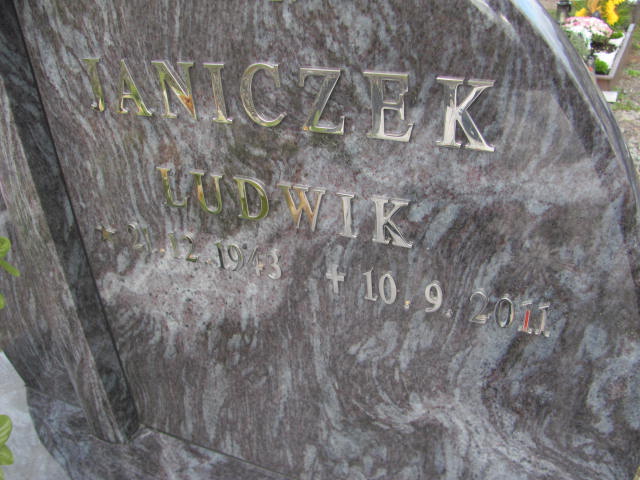 JANICZEK
LUDWIK
* 21.12.1943 + 10.9.2011